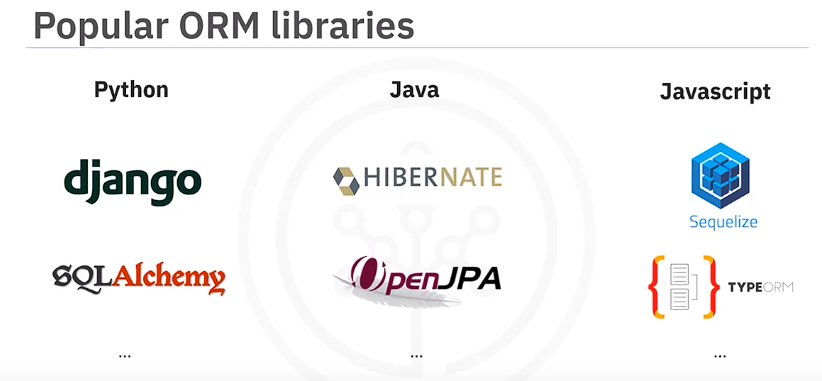 Popular ORM libraries
Python
Java
Javascript
django
HIBERNATE
Sequelize
SQLAlchemy
OpenJPA
TYPEORM
...
...
...